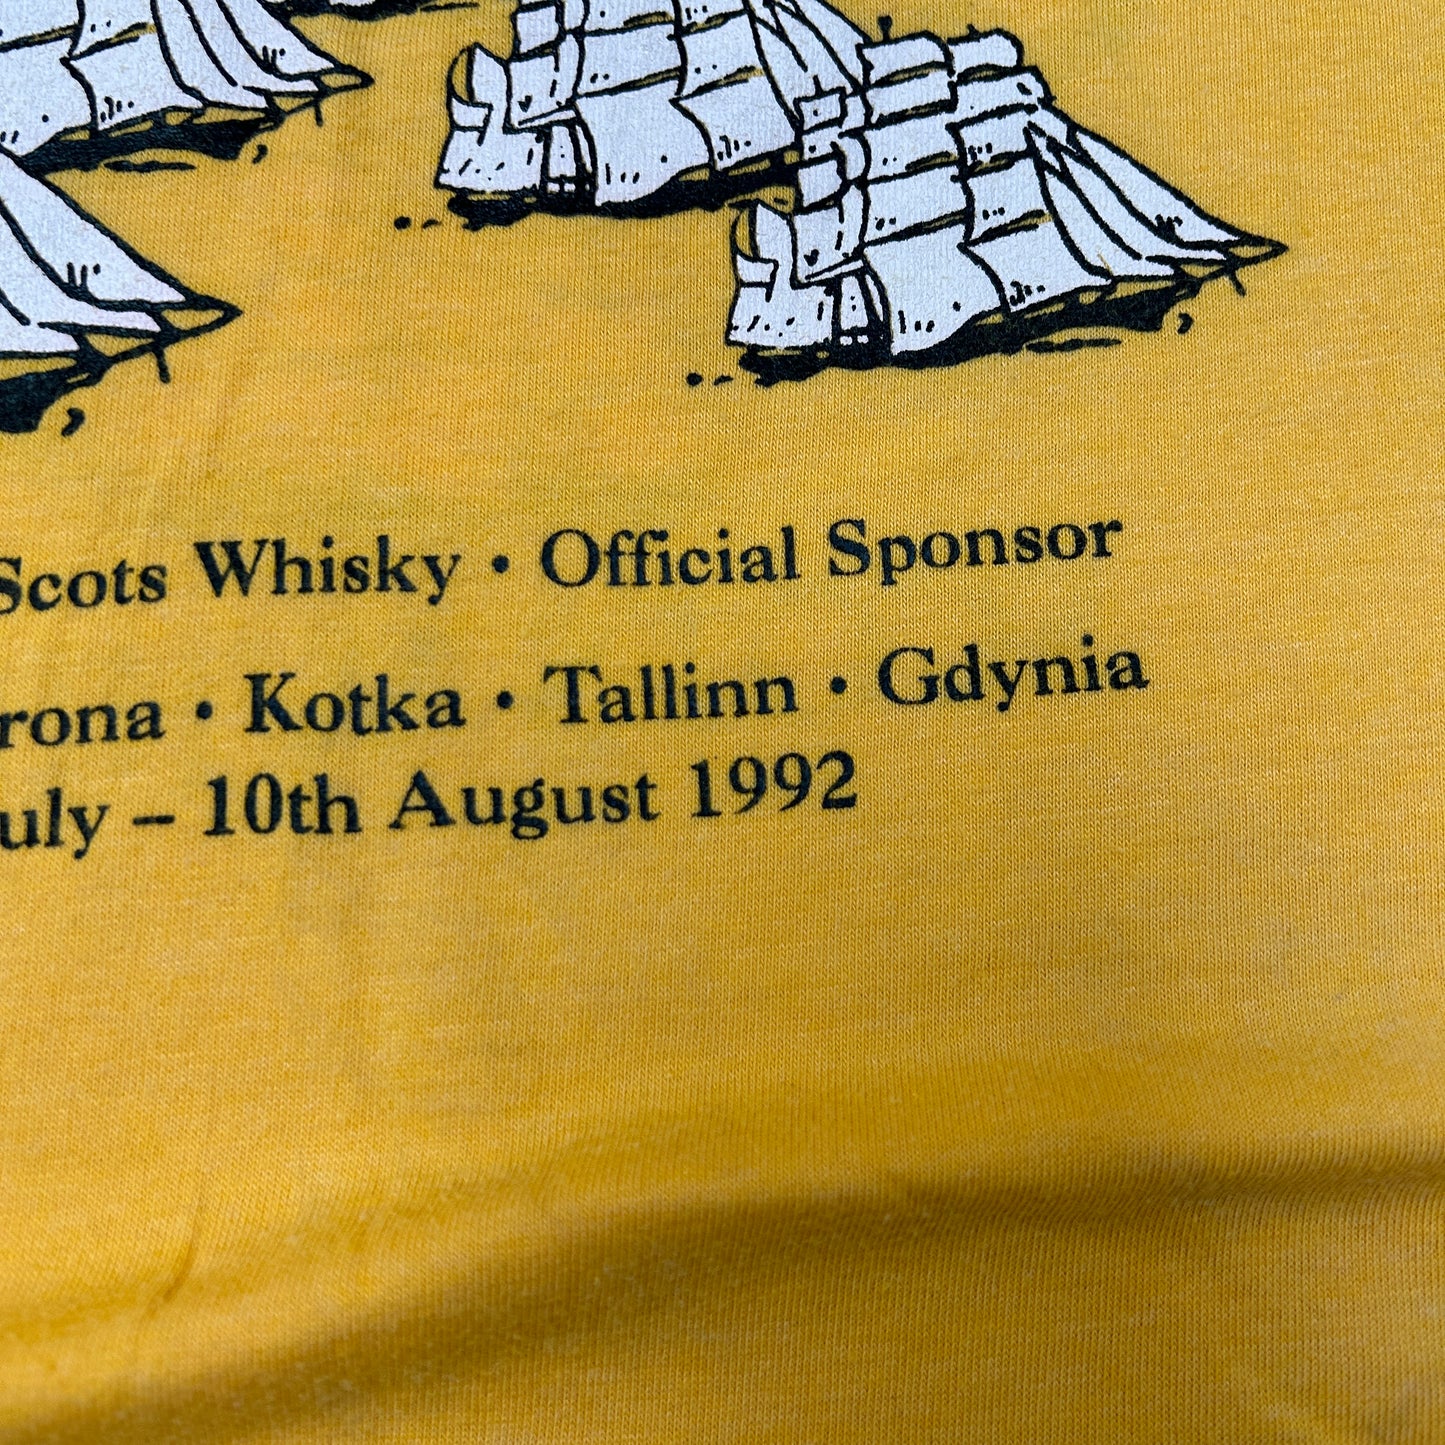 Scots Whisky • Official Sponsor
rona • Kotka • Tallinn • Gdynia
uly – 10th August 1992